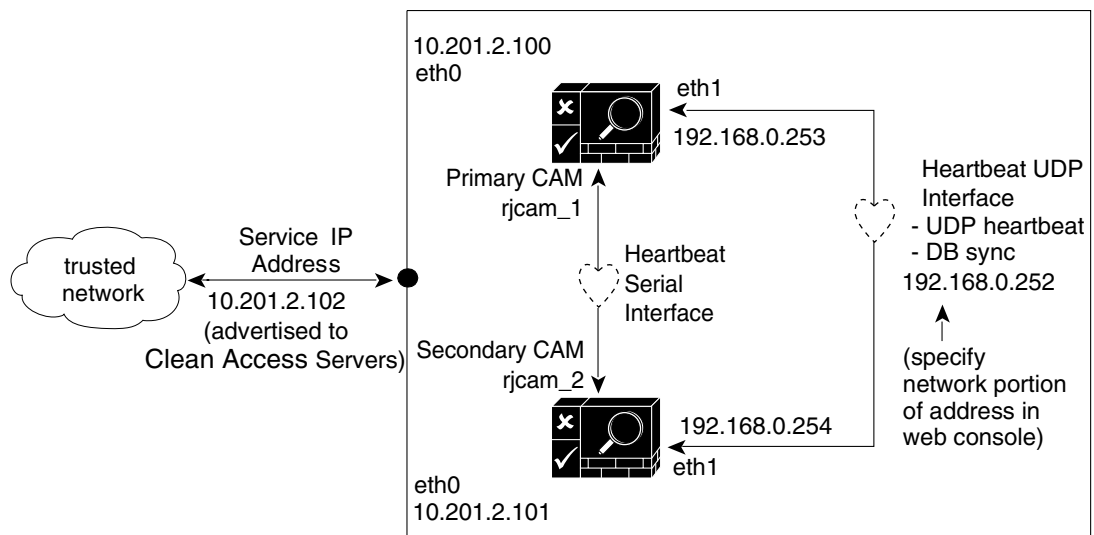 10.201.2.100
eth0
eth1
192.168.0.253
Primary CAM
rjcam_1
Heartbeat UDP
Interface
- UDP heartbeat
- DB sync
192.168.0.252
(specify
network portion
of address in
web console)
trusted
network
Service IP
Address
10.201.2.102
(advertised to
Clean Access Servers)
Heartbeat
Serial
Interface
Secondary CAM
rjcam_2
192.168.0.254
eth1
eth0
10.201.2.101